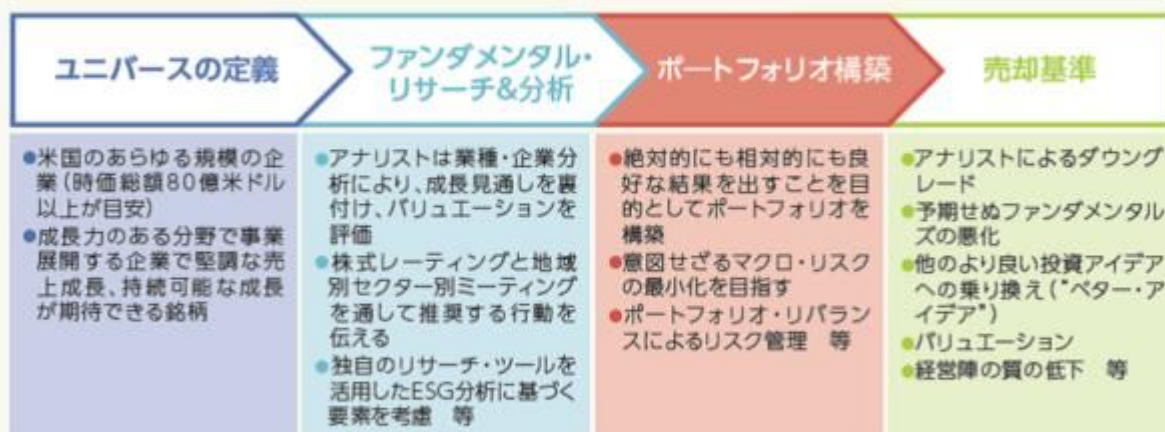 ユニバースの定義
ファンダメンタル・
リサーチ&分析
ポートフォリオ構築
売却基準
●米国のあらゆる規模の企
業(時価総額80億米ドル
以上が目安)
●成長力のある分野で事業
展開する企業で堅調な売
上成長、持続可能な成長
が期待できる銘柄
●アナリストは業種・企業分
析により、成長見通しを裏
付け、バリュエーションを
評価
●株式レーティングと地域
別セクター別ミーティング
を通して推奨する行動を
伝える
●独自のリサーチ・ツールを
活用したESG分析に基づく
要素を考慮 等
●絶対的にも相対的にも良
好な結果を出すことを目
的としてポートフォリオを
構築
●意図せざるマクロ・リスク
の最小化を目指す
●ポートフォリオ・リバラン
スによるリスク管理 等
●アナリストによるダウング
レード
●予期せぬファンダメンタル
ズの悪化
●他のより良い投資アイデア
への乗り換え("ベター・ア
イデア")
●バリュエーション
●経営陣の質の低下 等